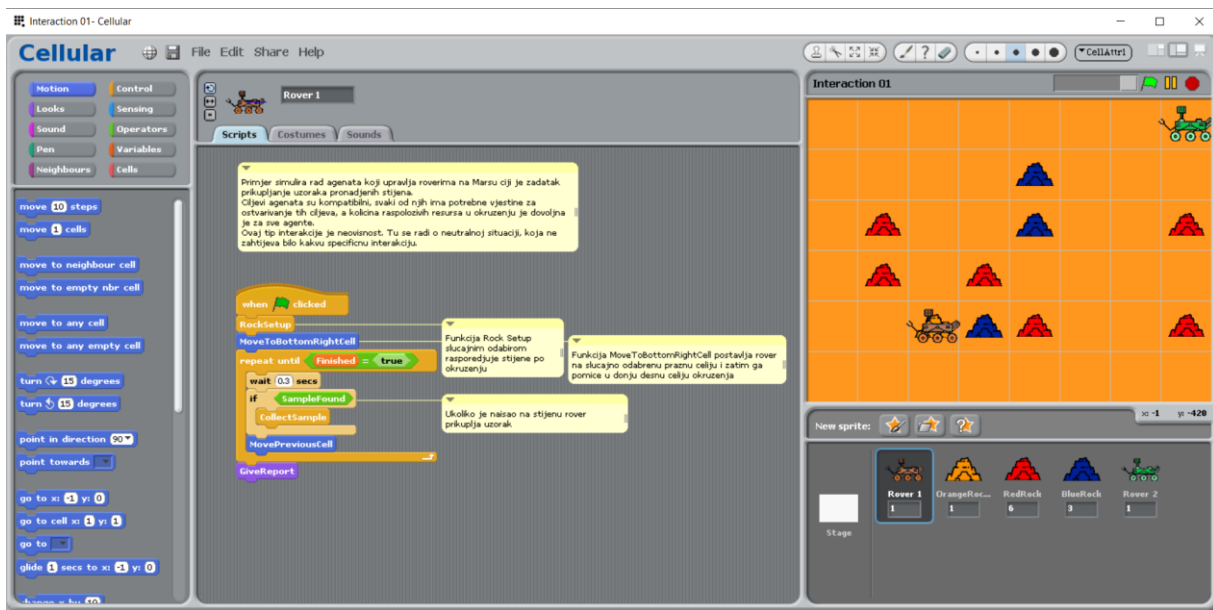 Interaction 01- Cellular
Cellular File Edit Share Help
CellAttr1
Motion Control
Looks Sensing
Sound Operators
Pen Variables
Neighbours Cells
move 10 steps
move 1 cells
move to neighbour cell
move to empty nbr cell
move to any cell
move to any empty cell
turn 15 degrees
turn 15 degrees
point in direction 90
point towards
go to x: -1 y: 0
go to cell x: 1 y: 1
go to
glide 1 secs to x: -1 y: 0
change x by 10
Rover 1
Scripts Costumes Sounds
Primjer simulira rad agenata koji upravlja roverima na Marsu ciji je zadatak
prikupljanje uzoraka pronadjenih stijena.
Ciljevi agenata su kompatibilni, svaki od njih ima potrebne vjestine za
ostvarivanje tih ciljeva, a kolicina raspolozivih resursa u okruzenju je dovoljna
je za sve agente.
Ovaj tip interakcije je neovisnost. Tu se radi o neutralnoj situaciji, koja ne
zahtijeva bilo kakvu specificnu interakciju.
when clicked
RockSetup
MoveToBottomRightCell
repeat until Finished = true
wait 0.3 secs
if SampleFound
CollectSample
MovePreviousCell
GiveReport
Funkcija Rock Setup
slucajnim odabirom
rasporedjuje stijene po
okruzenju
Funkcija MoveToBottomRightCell postavlja rover
na slucajno odabrenu praznu celiju i zatim ga
pomice u donju desnu celiju okruzenja
Ukoliko je naisao na stijenu rover
prikuplja uzorak
Interaction 01
x: -1 y: -420
New sprite:
Rover 1 OrangeRoc... RedRock BlueRock Rover 2
1 1 6 3 1
Stage